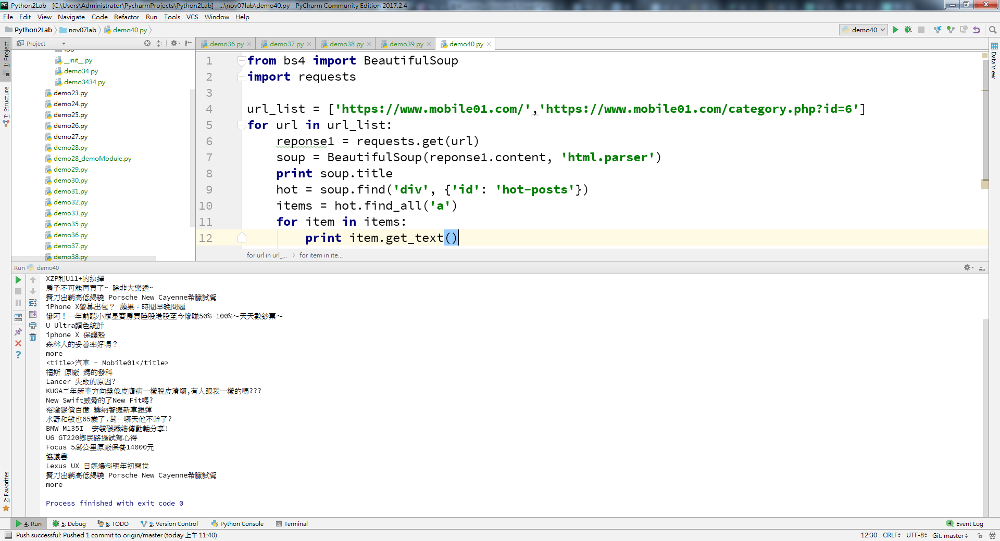 Python2Lab - [C:\Users\Administrator\PycharmProjects\Python2Lab] - ...\nov07lab\demo40.py - PyCharm Community Edition 2017.2.4
File Edit View Navigate Code Refactor Run Tools VCS Window Help
Python2Lab nov07lab demo40.py demo40
Project demo36.py demo37.py demo38.py demo39.py demo40.py
1: Project
7: Structure
2: Favorites
Data View
__init__.py
demo34.py
demo3434.py
demo23.py
demo24.py
demo25.py
demo26.py
demo27.py
demo28.py
demo28_demoModule.py
demo29.py
demo30.py
demo31.py
demo32.py
demo33.py
demo35.py
demo36.py
demo37.py
demo38.py
1 from bs4 import BeautifulSoup
2 import requests
3
4 url_list = ['https://www.mobile01.com/','https://www.mobile01.com/category.php?id=6']
5 for url in url_list:
6 reponse1 = requests.get(url)
7 soup = BeautifulSoup(reponse1.content, 'html.parser')
8 print soup.title
9 hot = soup.find('div', {'id': 'hot-posts'})
10 items = hot.find_all('a')
11 for item in items:
12 print item.get_text()
for url in url_... for item in ite...
Run demo40
XZP和U11+的抉擇
房子不可能再買了~ 除非大樂透~
寶刀出鞘高低揭曉 Porsche New Cayenne希臘試駕
iPhone X螢幕出包？ 蘋果：時間早晚問題
慘阿！一年前聽小摩星賣房買陸股港股至今慘賺50%-100%～天天數鈔票～
U Ultra顏色統計
iphone X 保護殼
森林人的妥善率好嗎？
more
<title>汽車 - Mobile01</title>
福斯 原廠 媽的發科
Lancer 失敗的原因?
KUGA二年新車方向盤像皮膚病一樣脫皮潰爛,有人跟我一樣的嗎???
New Swift威脅的了New Fit嗎?
裕隆發債百億 籌納智捷新車銀彈
水野和敏也65歲了.萬一哪天他不幹了?
BMW M135I  安裝碳纖維傳動軸分享!
U6 GT220鄉民路過試駕心得
Focus 5萬公里原廠保養14000元
協議書
Lexus UX 日媒爆料明年初問世
寶刀出鞘高低揭曉 Porsche New Cayenne希臘試駕
more
Process finished with exit code 0
4: Run 5: Debug 6: TODO 9: Version Control Python Console Terminal 4 Event Log
Push successful: Pushed 1 commit to origin/master (today 上午 11:40) 12:30 CRLF UTF-8 Git: master